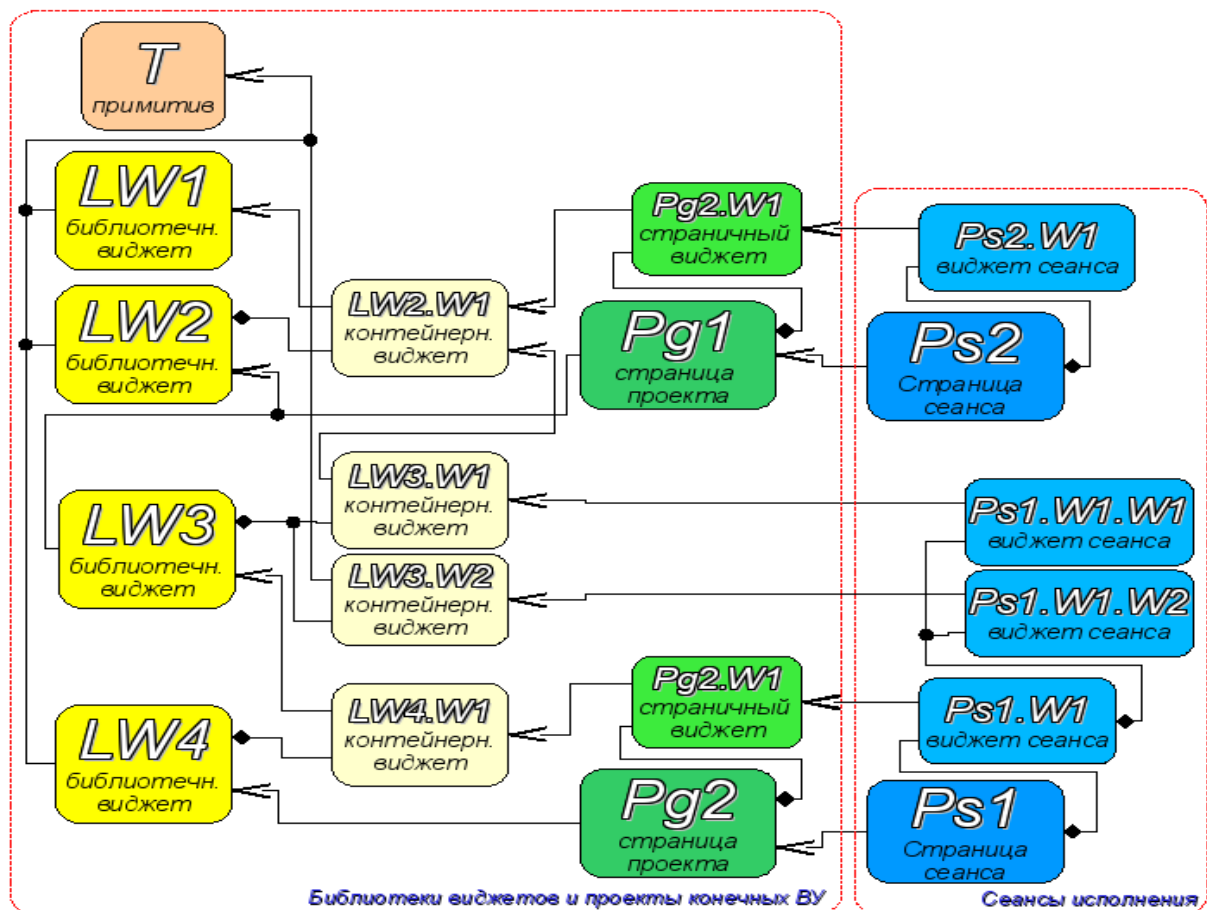 T
примитив
LW1
библиотечн.
виджет
LW2
библиотечн.
виджет
LW2.W1
контейнерн.
виджет
Pg2.W1
страничный
виджет
Pg1
страница
проекта
Ps2.W1
виджет сеанса
Ps2
Страница
сеанса
LW3
библиотечн.
виджет
LW3.W1
контейнерн.
виджет
LW3.W2
контейнерн.
виджет
Ps1.W1.W1
виджет сеанса
Ps1.W1.W2
виджет сеанса
LW4
библиотечн.
виджет
LW4.W1
контейнерн.
виджет
Pg2.W1
страничный
виджет
Pg2
страница
проекта
Ps1.W1
виджет сеанса
Ps1
Страница
сеанса
Библиотеки виджетов и проекты конечных ВУ
Сеансы исполнения